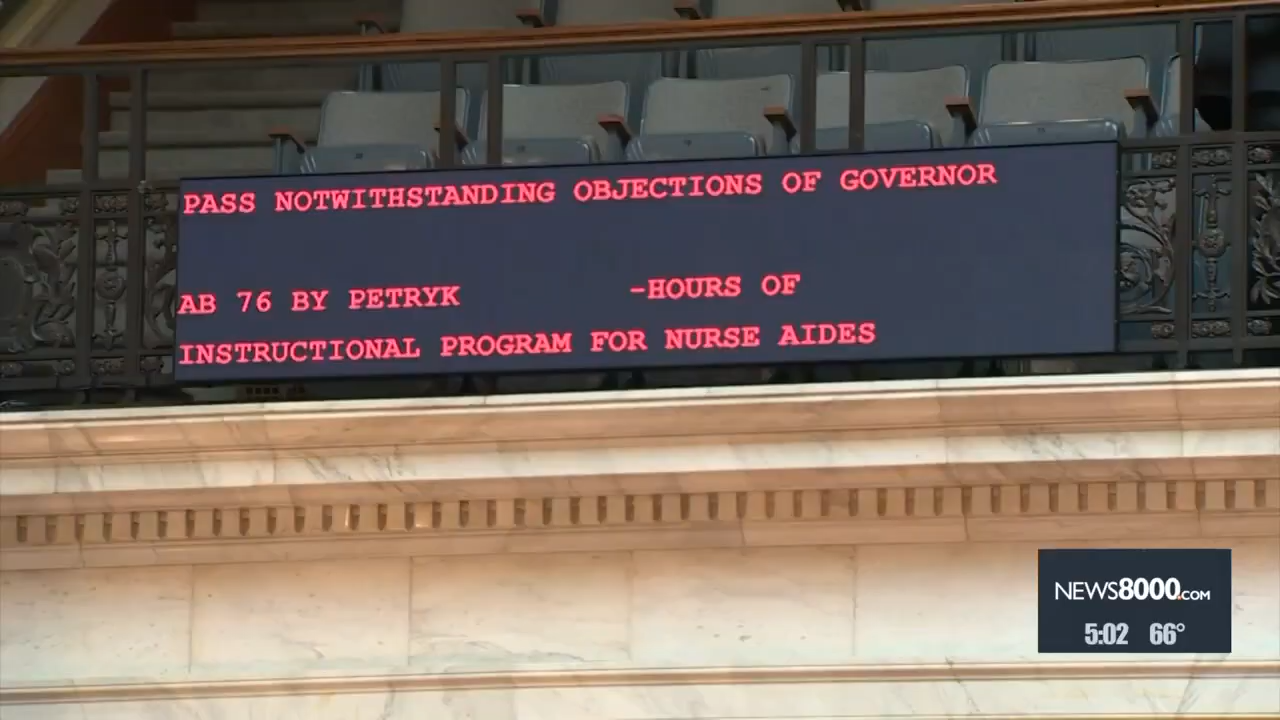 PASS NOTWITHSTANDING OBJECTIONS OF GOVERNOR
AB 76 BY PETRYK -HOURS OF
INSTRUCTIONAL PROGRAM FOR NURSE AIDES
NEWS8000.COM
5:02 66°